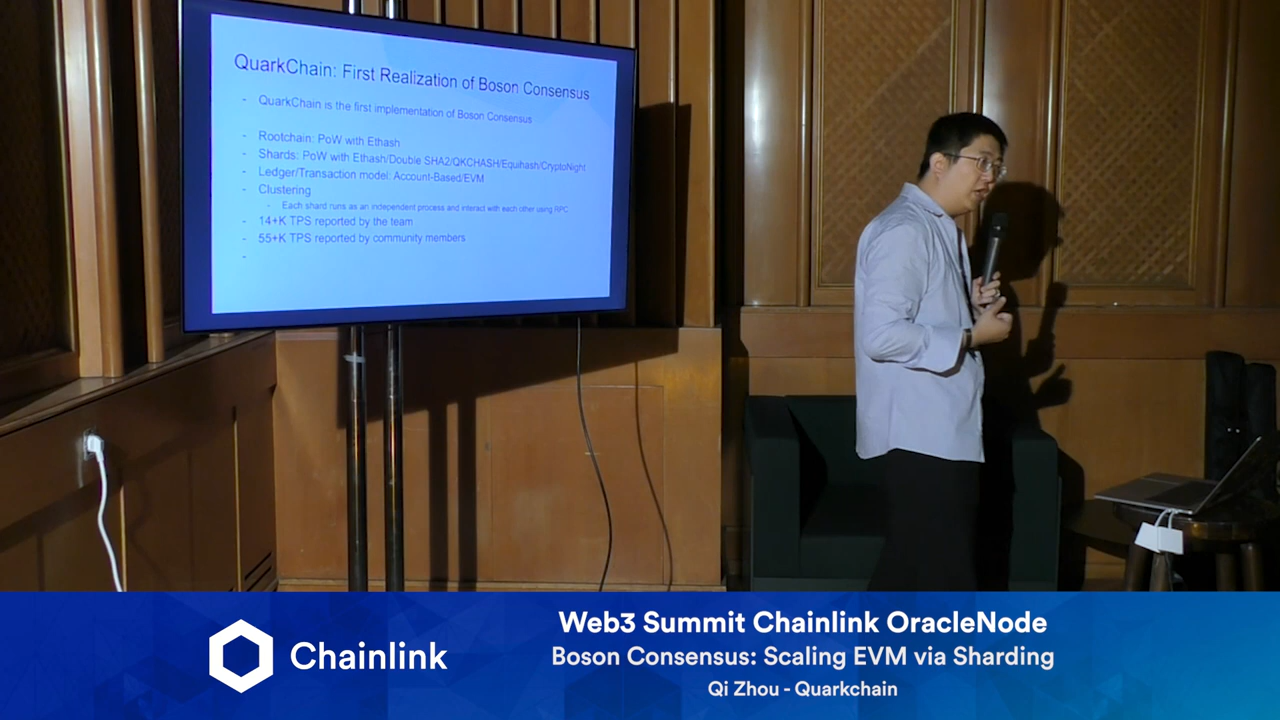 QuarkChain: First Realization of Boson Consensus
- QuarkChain is the first implementation of Boson Consensus
- Rootchain: PoW with Ethash
- Shards: PoW with Ethash/Double SHA2/QKCHASH/Equihash/CryptoNight
- Ledger/Transaction model: Account-Based/EVM
- Clustering
- Each shard runs as an independent process and interact with each other using RPC
- 14+K TPS reported by the team
- 55+K TPS reported by community members
-
Chainlink
Web3 Summit Chainlink OracleNode
Boson Consensus: Scaling EVM via Sharding
Qi Zhou - Quarkchain